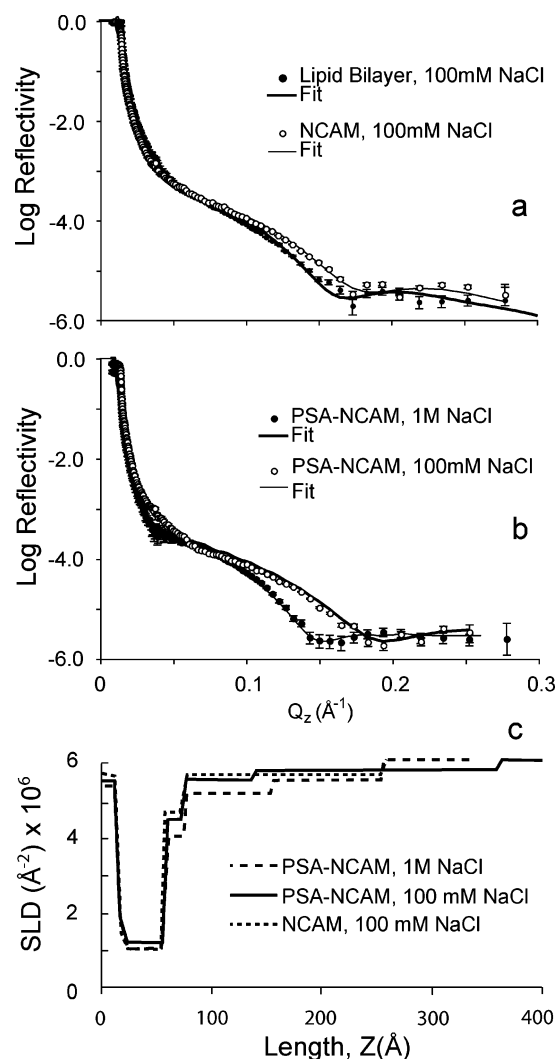 0.0
-2.0
-4.0
-6.0
Log Reflectivity
Lipid Bilayer, 100mM NaCl
Fit
NCAM, 100mM NaCl
Fit
a
0.0
-2.0
-4.0
-6.0
Log Reflectivity
PSA-NCAM, 1M NaCl
Fit
PSA-NCAM, 100mM NaCl
Fit
b
0 0.1 0.2 0.3
Qz (Å-1)
c
6
4
2
0
SLD (Å-2) x 106
PSA-NCAM, 1M NaCl
PSA-NCAM, 100 mM NaCl
NCAM, 100 mM NaCl
0 100 200 300 400
Length, Z(Å)